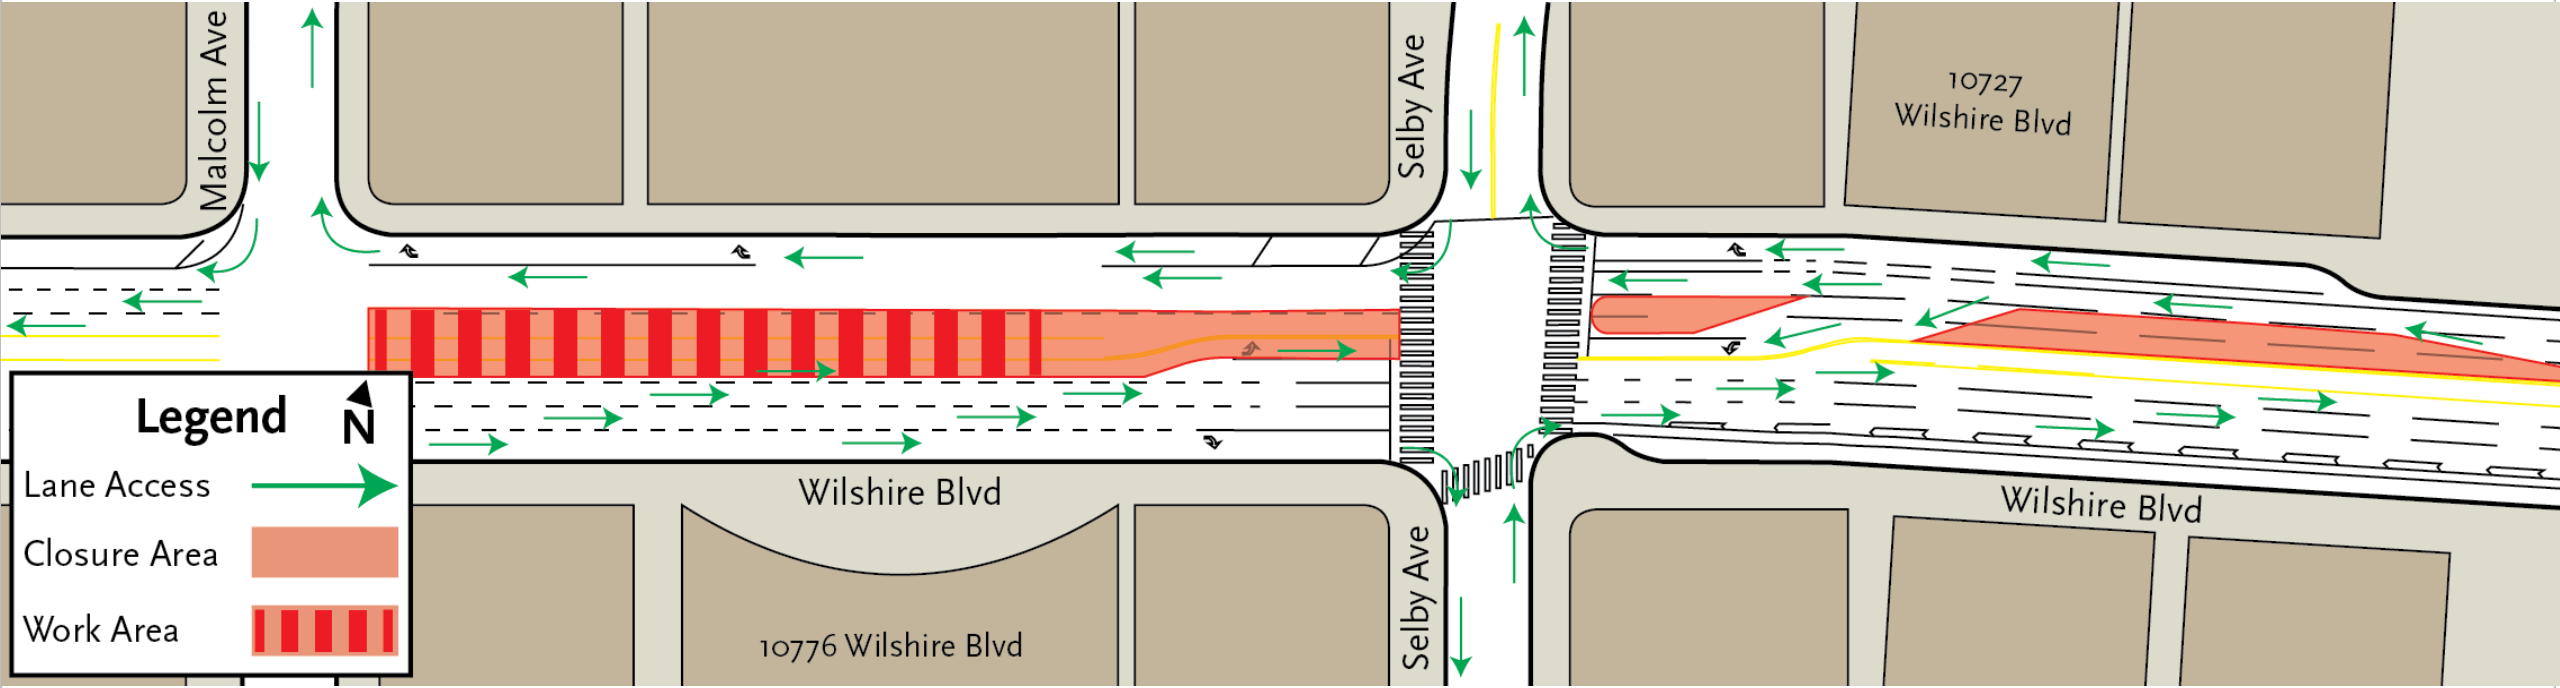 Malcolm Ave
Selby Ave
10727
Wilshire Blvd
Legend
N
Lane Access
Closure Area
Work Area
Wilshire Blvd
10776 Wilshire Blvd
Selby Ave
Wilshire Blvd